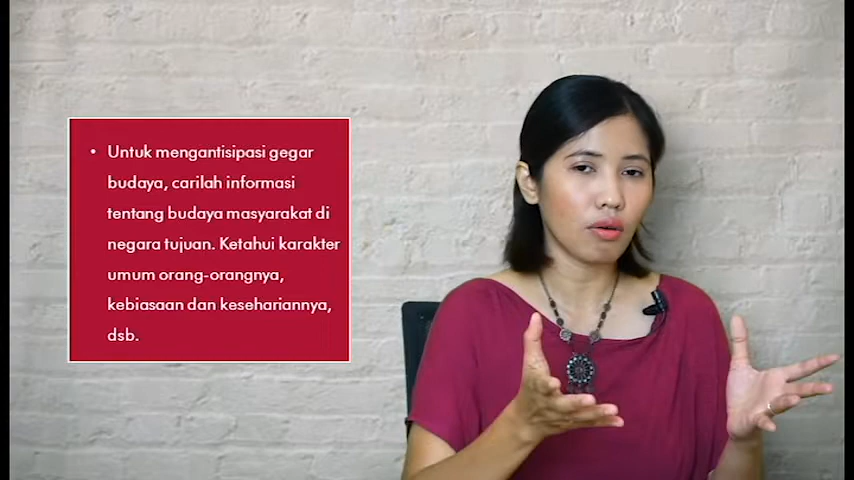 • Untuk mengantisipasi gegar
budaya, carilah informasi
tentang budaya masyarakat di
negara tujuan. Ketahui karakter
umum orang-orangnya,
kebiasaan dan kesehariannya,
dsb.